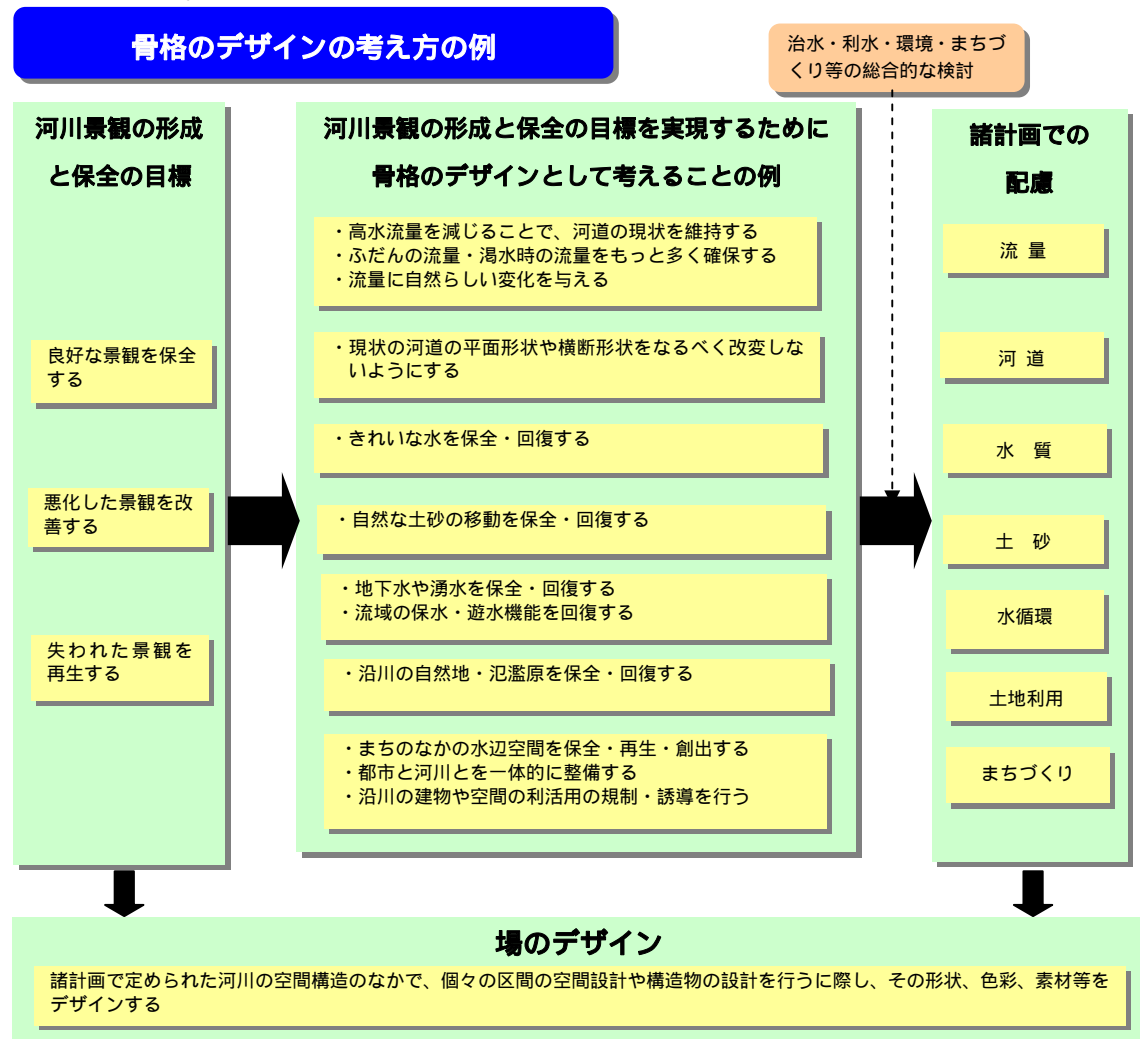 骨格のデザインの考え方の例
治水・利水・環境・まちづ
くり等の総合的な検討
河川景観の形成
と保全の目標
良好な景観を保全
する
悪化した景観を改
善する
失われた景観を
再生する
河川景観の形成と保全の目標を実現するために
骨格のデザインとして考えることの例
・高水流量を減じることで、河道の現状を維持する
・ふだんの流量・渇水時の流量をもっと多く確保する
・流量に自然らしい変化を与える
・現状の河道の平面形状や横断形状をなるべく改変しな
いようにする
・きれいな水を保全・回復する
・自然な土砂の移動を保全・回復する
・地下水や湧水を保全・回復する
・流域の保水・遊水機能を回復する
・沿川の自然地・氾濫原を保全・回復する
・まちのなかの水辺空間を保全・再生・創出する
・都市と河川とを一体的に整備する
・沿川の建物や空間の利活用の規制・誘導を行う
諸計画での
配慮
流 量
河 道
水 質
土 砂
水循環
土地利用
まちづくり
場のデザイン
諸計画で定められた河川の空間構造のなかで、個々の区間の空間設計や構造物の設計を行うに際し、その形状、色彩、素材等を
デザインする